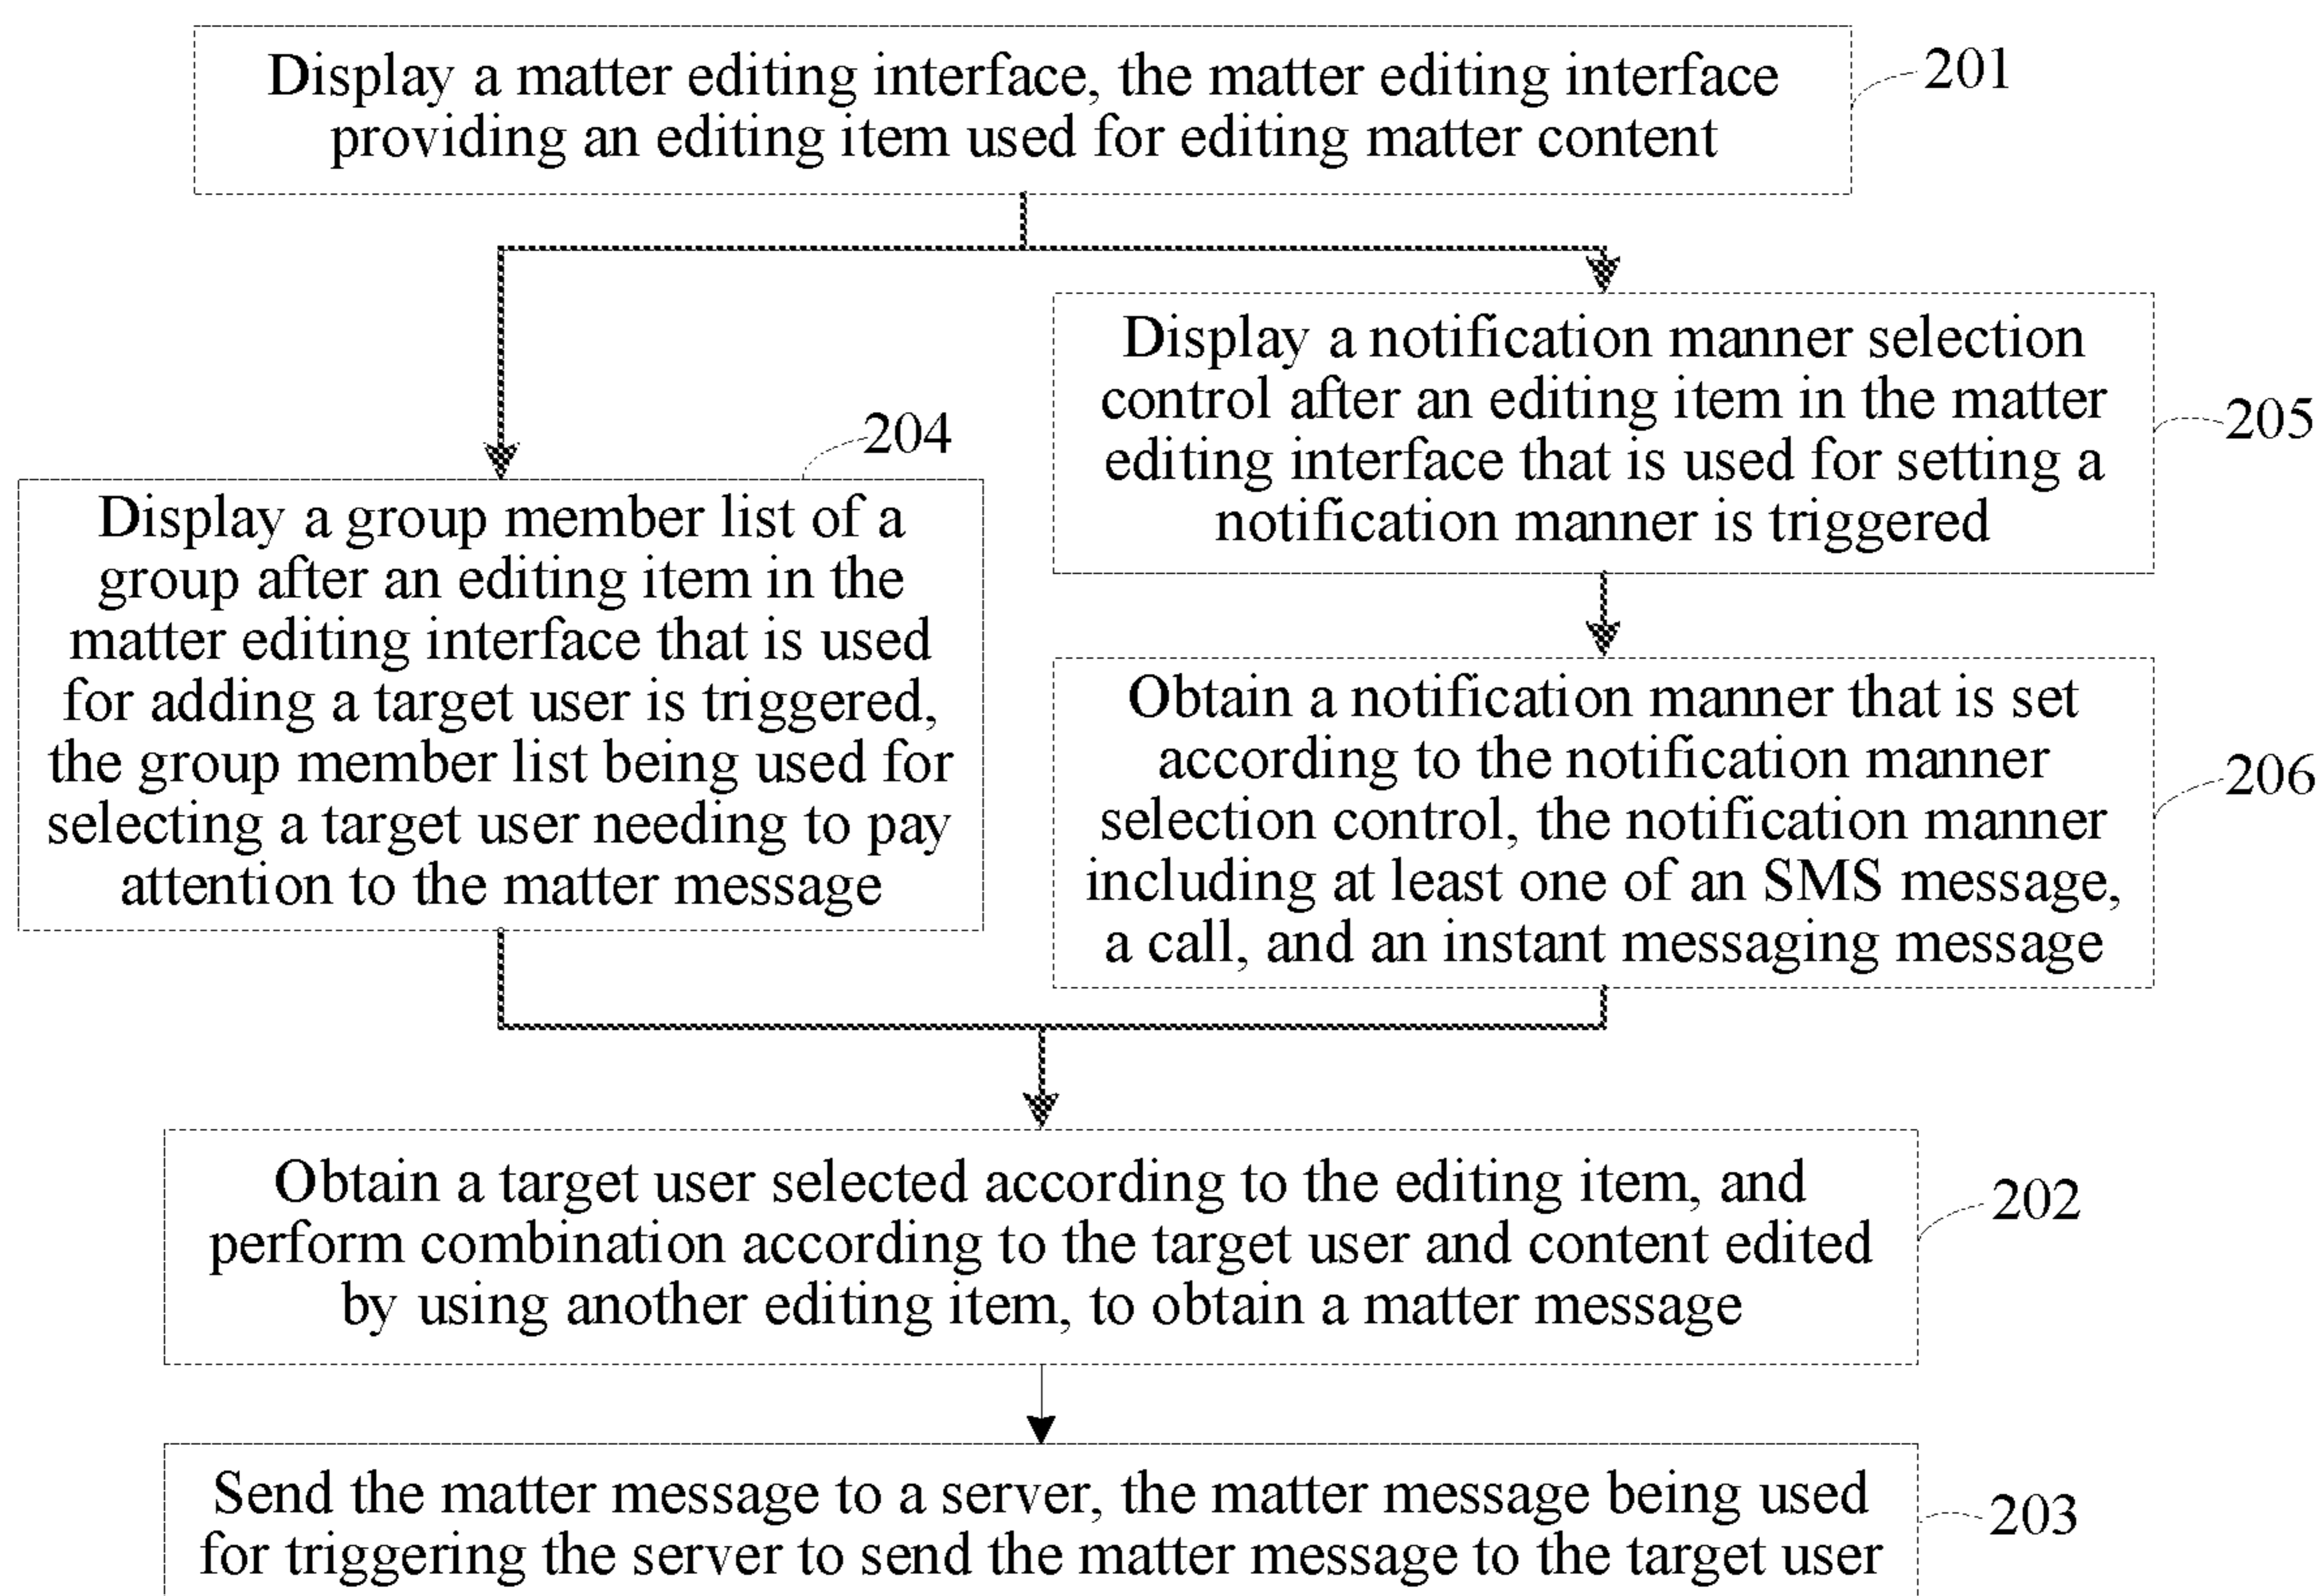 Display a matter editing interface, the matter editing interface
providing an editing item used for editing matter content
201
Display a notification manner selection
control after an editing item in the matter
editing interface that is used for setting a
notification manner is triggered
205
204
Display a group member list of a
group after an editing item in the
matter editing interface that is used
for adding a target user is triggered,
the group member list being used for
selecting a target user needing to pay
attention to the matter message
Obtain a notification manner that is set
according to the notification manner
selection control, the notification manner
including at least one of an SMS message,
a call, and an instant messaging message
206
Obtain a target user selected according to the editing item, and
perform combination according to the target user and content edited
by using another editing item, to obtain a matter message
202
Send the matter message to a server, the matter message being used
for triggering the server to send the matter message to the target user
203